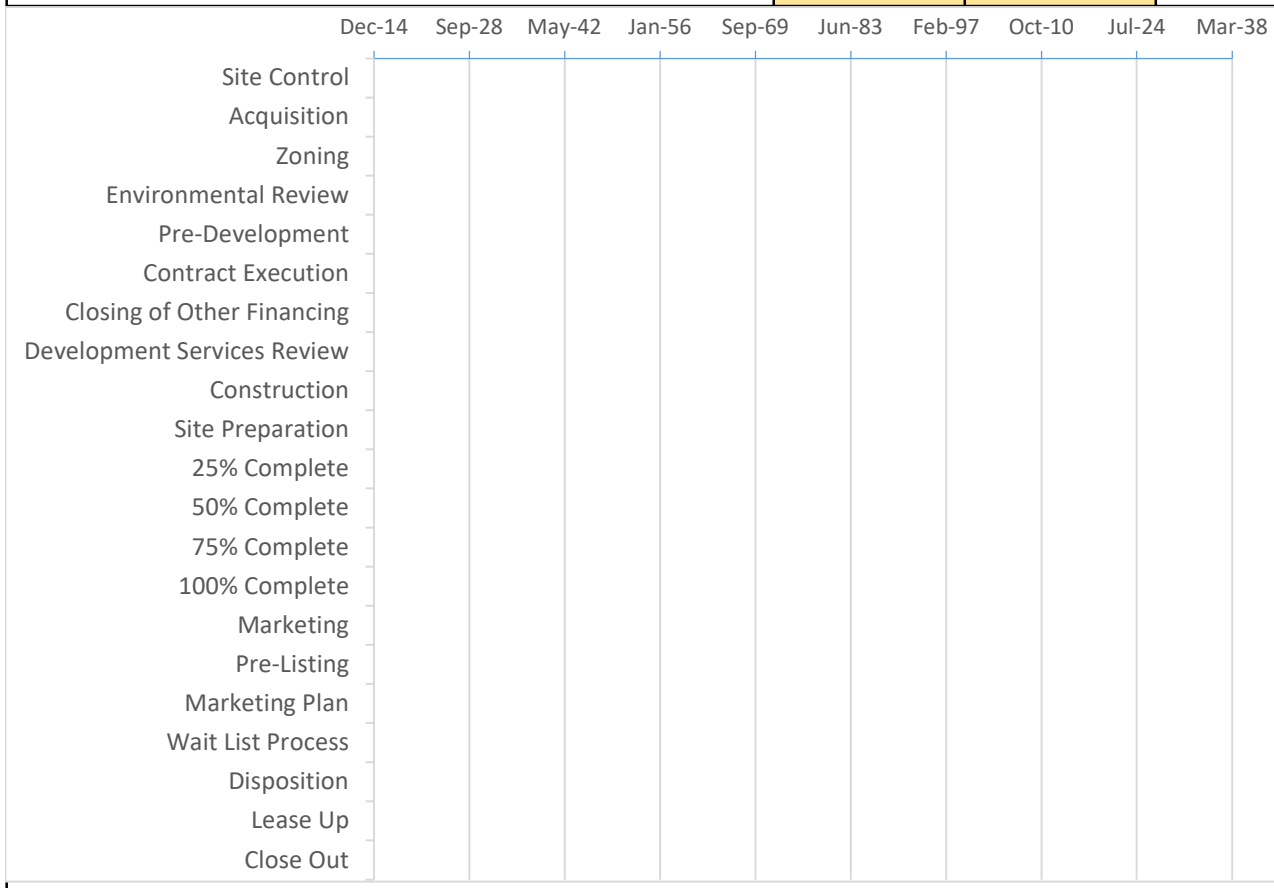 Dec-14 Sep-28 May-42 Jan-56 Sep-69 Jun-83 Feb-97 Oct-10 Jul-24 Mar-38
Site Control
Acquisition
Zoning
Environmental Review
Pre-Development
Contract Execution
Closing of Other Financing
Development Services Review
Construction
Site Preparation
25% Complete
50% Complete
75% Complete
100% Complete
Marketing
Pre-Listing
Marketing Plan
Wait List Process
Disposition
Lease Up
Close Out